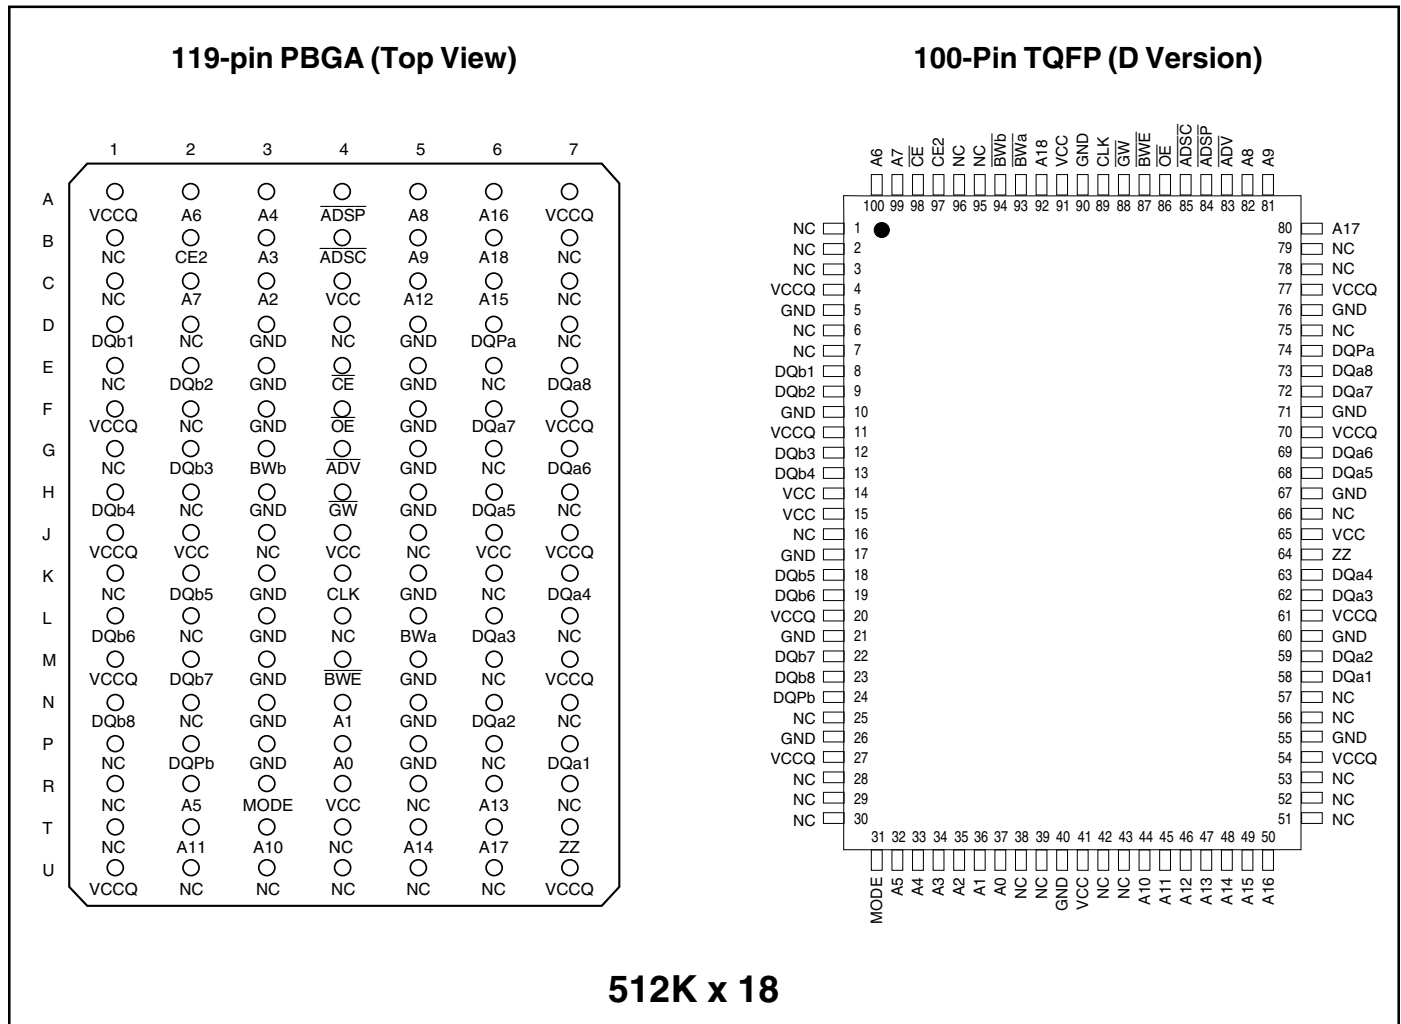 119-pin PBGA (Top View)
1 2 3 4 5 6 7
A
VCCQ A6 A4 ADSP A8 A16 VCCQ
B
NC CE2 A3 ADSC A9 A18 NC
C
NC A7 A2 VCC A12 A15 NC
D
DQb1 NC GND NC GND DQPa NC
E
NC DQb2 GND CE GND NC DQa8
F
VCCQ NC GND OE GND DQa7 VCCQ
G
NC DQb3 BWb ADV GND NC DQa6
H
DQb4 NC GND GW GND DQa5 NC
J
VCCQ VCC NC VCC NC VCC VCCQ
K
NC DQb5 GND CLK GND NC DQa4
L
DQb6 NC GND NC BWa DQa3 NC
M
VCCQ DQb7 GND BWE GND NC VCCQ
N
DQb8 NC GND A1 GND DQa2 NC
P
NC DQPb GND A0 GND NC DQa1
R
NC A5 MODE VCC NC A13 NC
T
NC A11 A10 NC A14 A17 ZZ
U
VCCQ NC NC NC NC NC VCCQ
100-Pin TQFP (D Version)
A6 A7 CE CE2 NC NC BWb BWa A18 VCC GND CLK GW BWE OE ADSC ADSP ADV A8 A9
100 99 98 97 96 95 94 93 92 91 90 89 88 87 86 85 84 83 82 81
NC 1 80 A17
NC 2 79 NC
NC 3 78 NC
VCCQ 4 77 VCCQ
GND 5 76 GND
NC 6 75 NC
NC 7 74 DQPa
DQb1 8 73 DQa8
DQb2 9 72 DQa7
GND 10 71 GND
VCCQ 11 70 VCCQ
DQb3 12 69 DQa6
DQb4 13 68 DQa5
VCC 14 67 GND
VCC 15 66 NC
NC 16 65 VCC
GND 17 64 ZZ
DQb5 18 63 DQa4
DQb6 19 62 DQa3
VCCQ 20 61 VCCQ
GND 21 60 GND
DQb7 22 59 DQa2
DQb8 23 58 DQa1
DQPb 24 57 NC
NC 25 56 NC
GND 26 55 GND
VCCQ 27 54 VCCQ
NC 28 53 NC
NC 29 52 NC
NC 30 51 NC
31 32 33 34 35 36 37 38 39 40 41 42 43 44 45 46 47 48 49 50
MODE A5 A4 A3 A2 A1 A0 NC NC GND VCC NC NC A10 A11 A12 A13 A14 A15 A16
512K x 18